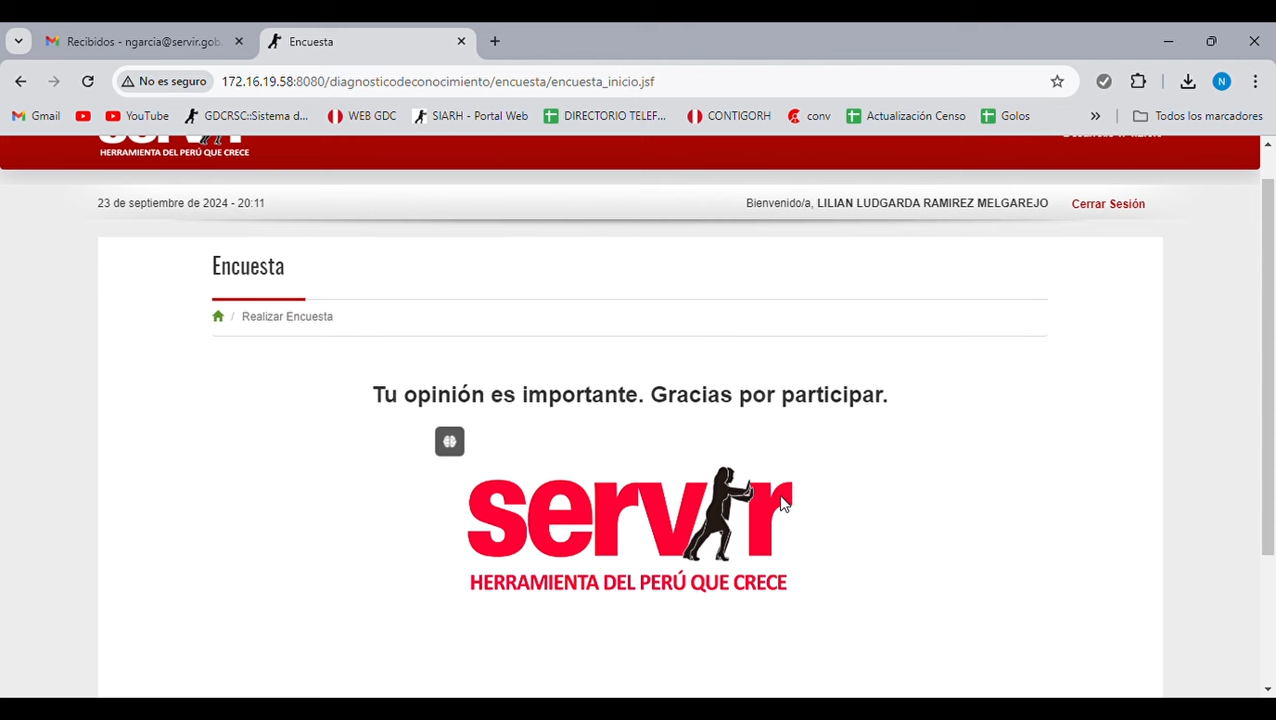 Recibidos - ngarcia@servir.gob.
Encuesta
No es seguro
172.16.19.58:8080/diagnosticodeconocimiento/encuesta/encuesta_inicio.jsf
N
Gmail
YouTube
GDCRSC::Sistema d...
WEB GDC
SIARH - Portal Web
DIRECTORIO TELEF...
CONTIGORH
conv
Actualización Censo
Golos
Todos los marcadores
HERRAMIENTA DEL PERÚ QUE CRECE
23 de septiembre de 2024 - 20:11
Bienvenido/a, LILIAN LUDGARDA RAMIREZ MELGAREJO
Cerrar Sesión
Encuesta
/ Realizar Encuesta
Tu opinión es importante. Gracias por participar.
servir
HERRAMIENTA DEL PERÚ QUE CRECE